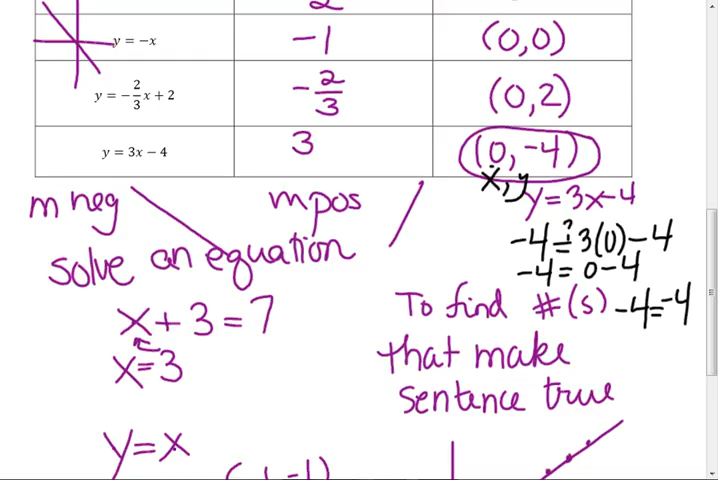 2
y = -x -1 (0,0)
y = -2/3x + 2 -2/3 (0,2)
y = 3x - 4 3 (0,-4)
x, y
m neg m pos y=3x-4
-4 ?= 3(0)-4
solve an equation -4 = 0-4
x+3=7 To find #(s) -4=-4
x=3 that make
sentence true
y=x